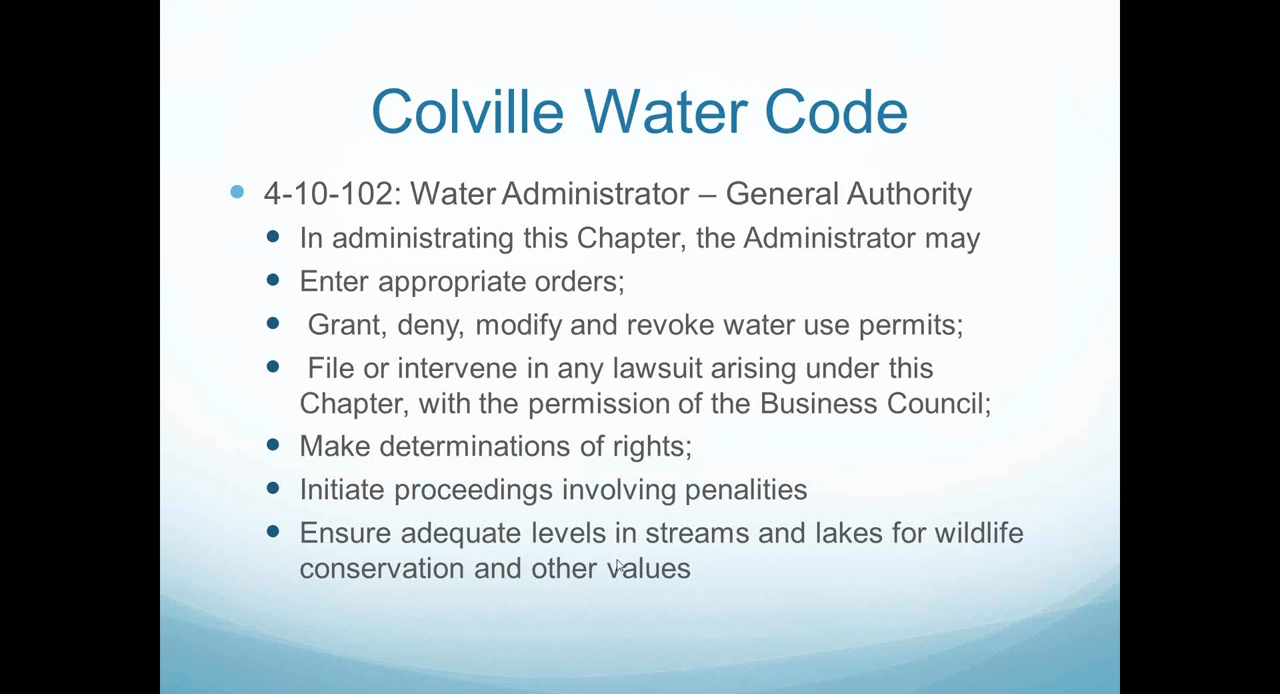 Colville Water Code
4-10-102: Water Administrator – General Authority
In administrating this Chapter, the Administrator may
Enter appropriate orders;
Grant, deny, modify and revoke water use permits;
File or intervene in any lawsuit arising under this
Chapter, with the permission of the Business Council;
Make determinations of rights;
Initiate proceedings involving penalities
Ensure adequate levels in streams and lakes for wildlife
conservation and other values